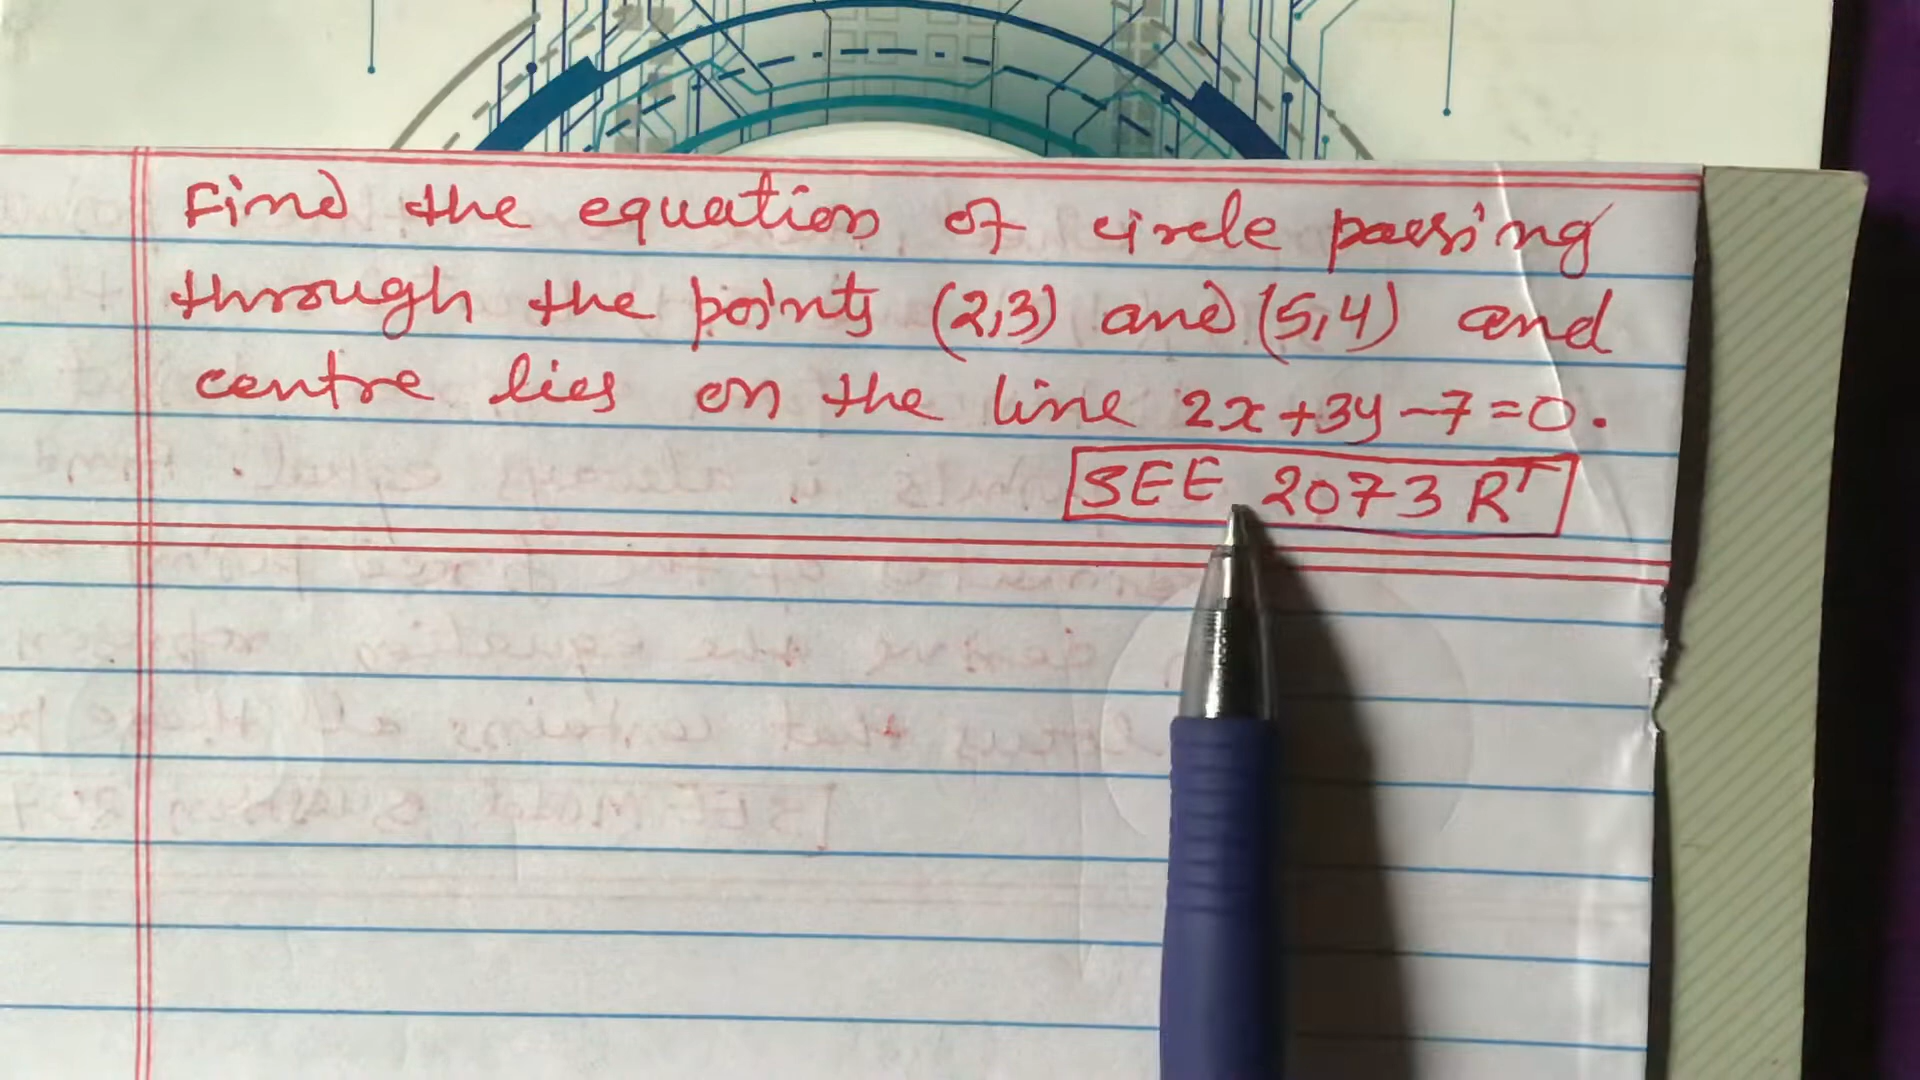 Find the equation of circle passing
through the points (2,3) and (5,4) and
centre lies on the line 2x+3y-7=0.
SEE 2073 RT